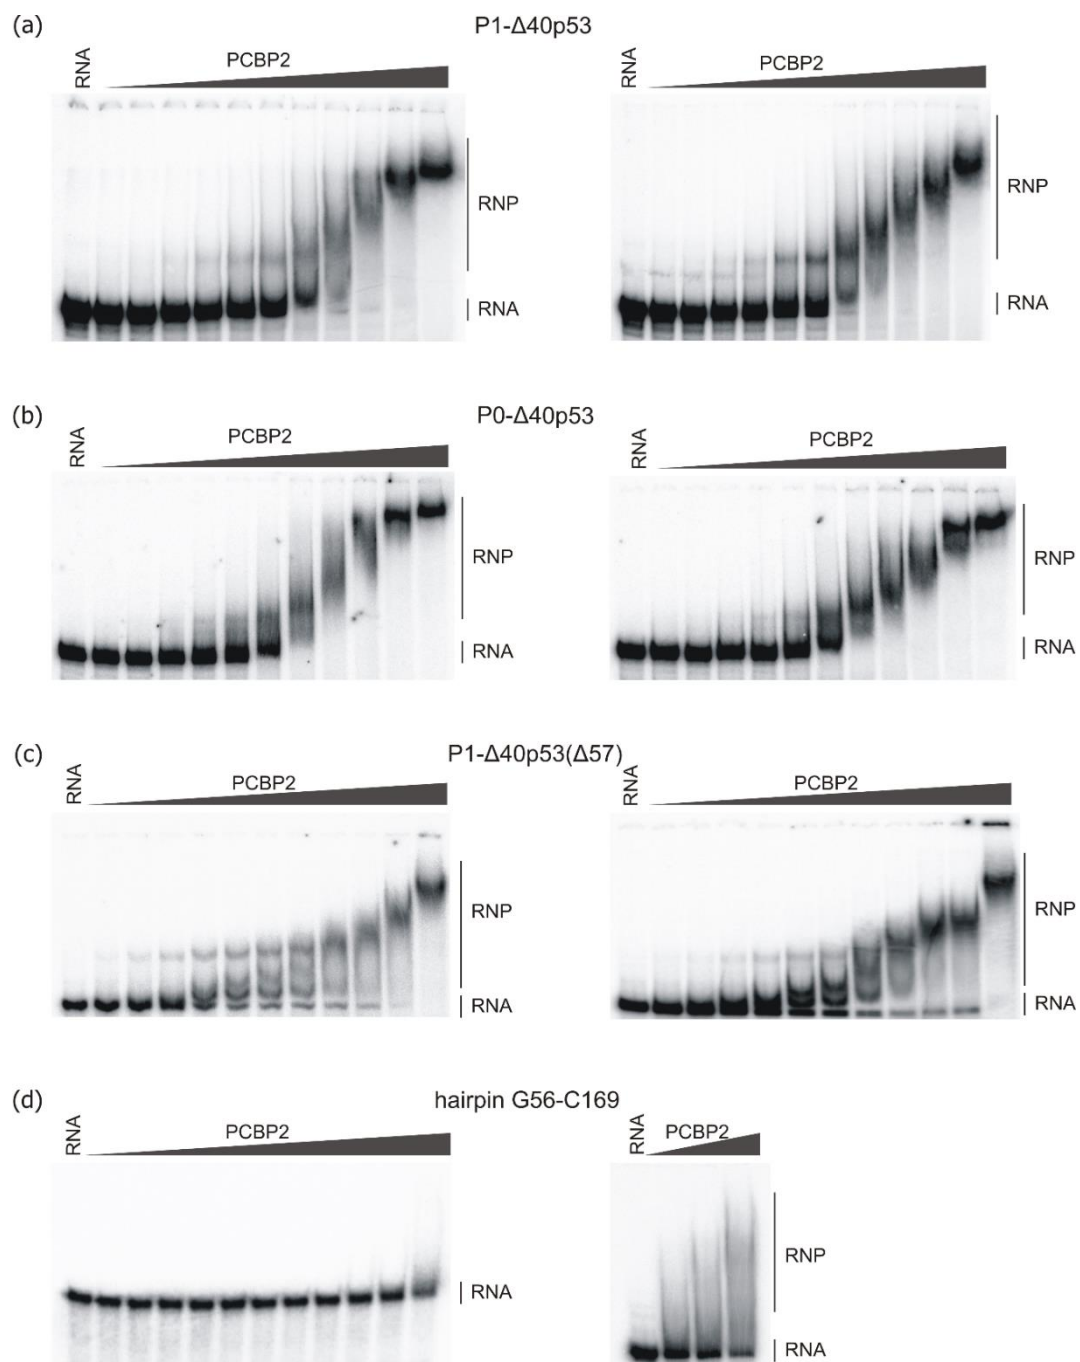 (a) P1-Δ40p53
RNA PCBP2 RNA PCBP2
RNP RNP
RNA RNA
(b) P0-Δ40p53
RNA PCBP2 RNA PCBP2
RNP RNP
RNA RNA
(c) P1-Δ40p53(Δ57)
RNA PCBP2 RNA PCBP2
RNP RNP
RNA RNA
(d) hairpin G56-C169
RNA PCBP2 RNA PCBP2
RNP
RNA RNA